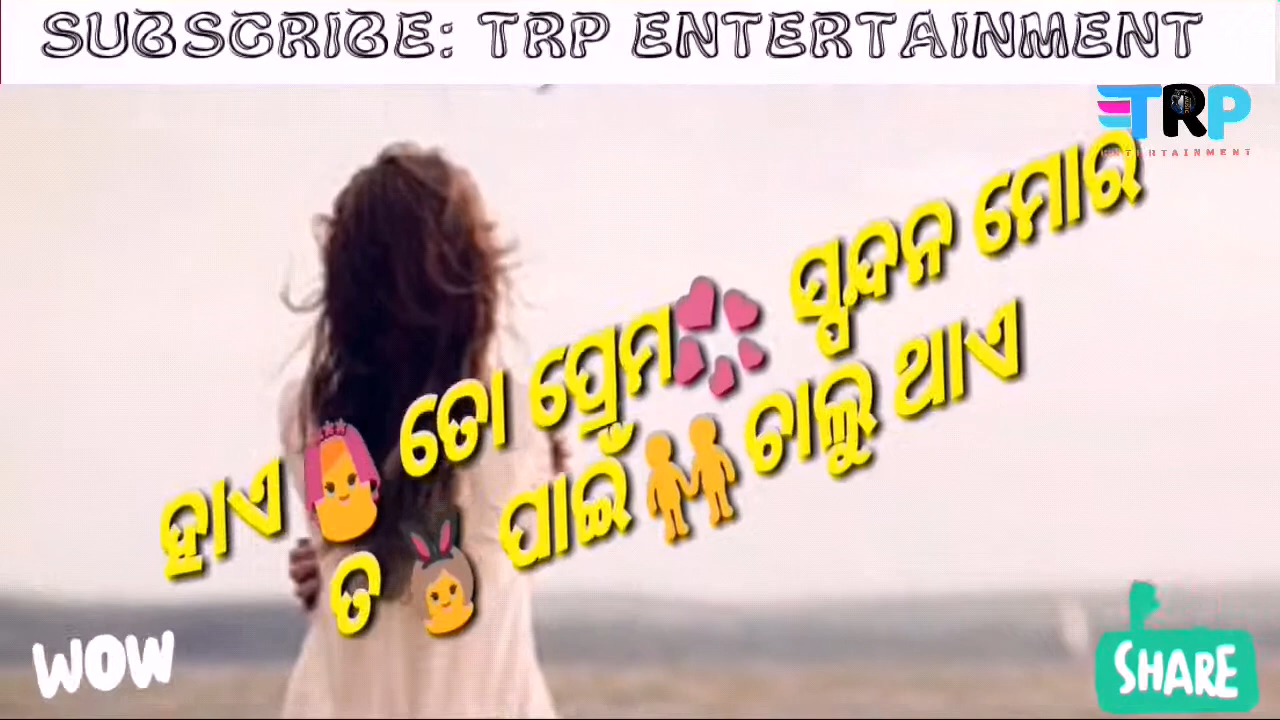 SUBSCRIBE: TRP ENTERTAINMENT
TRP
ENTERTAINMENT
ହାଏ ତୋ ପ୍ରେମ ସ୍ପନ୍ଦନ ମୋର
ତ ପାଇଁ ଚାଲୁ ଥାଏ
WOW
SHARE